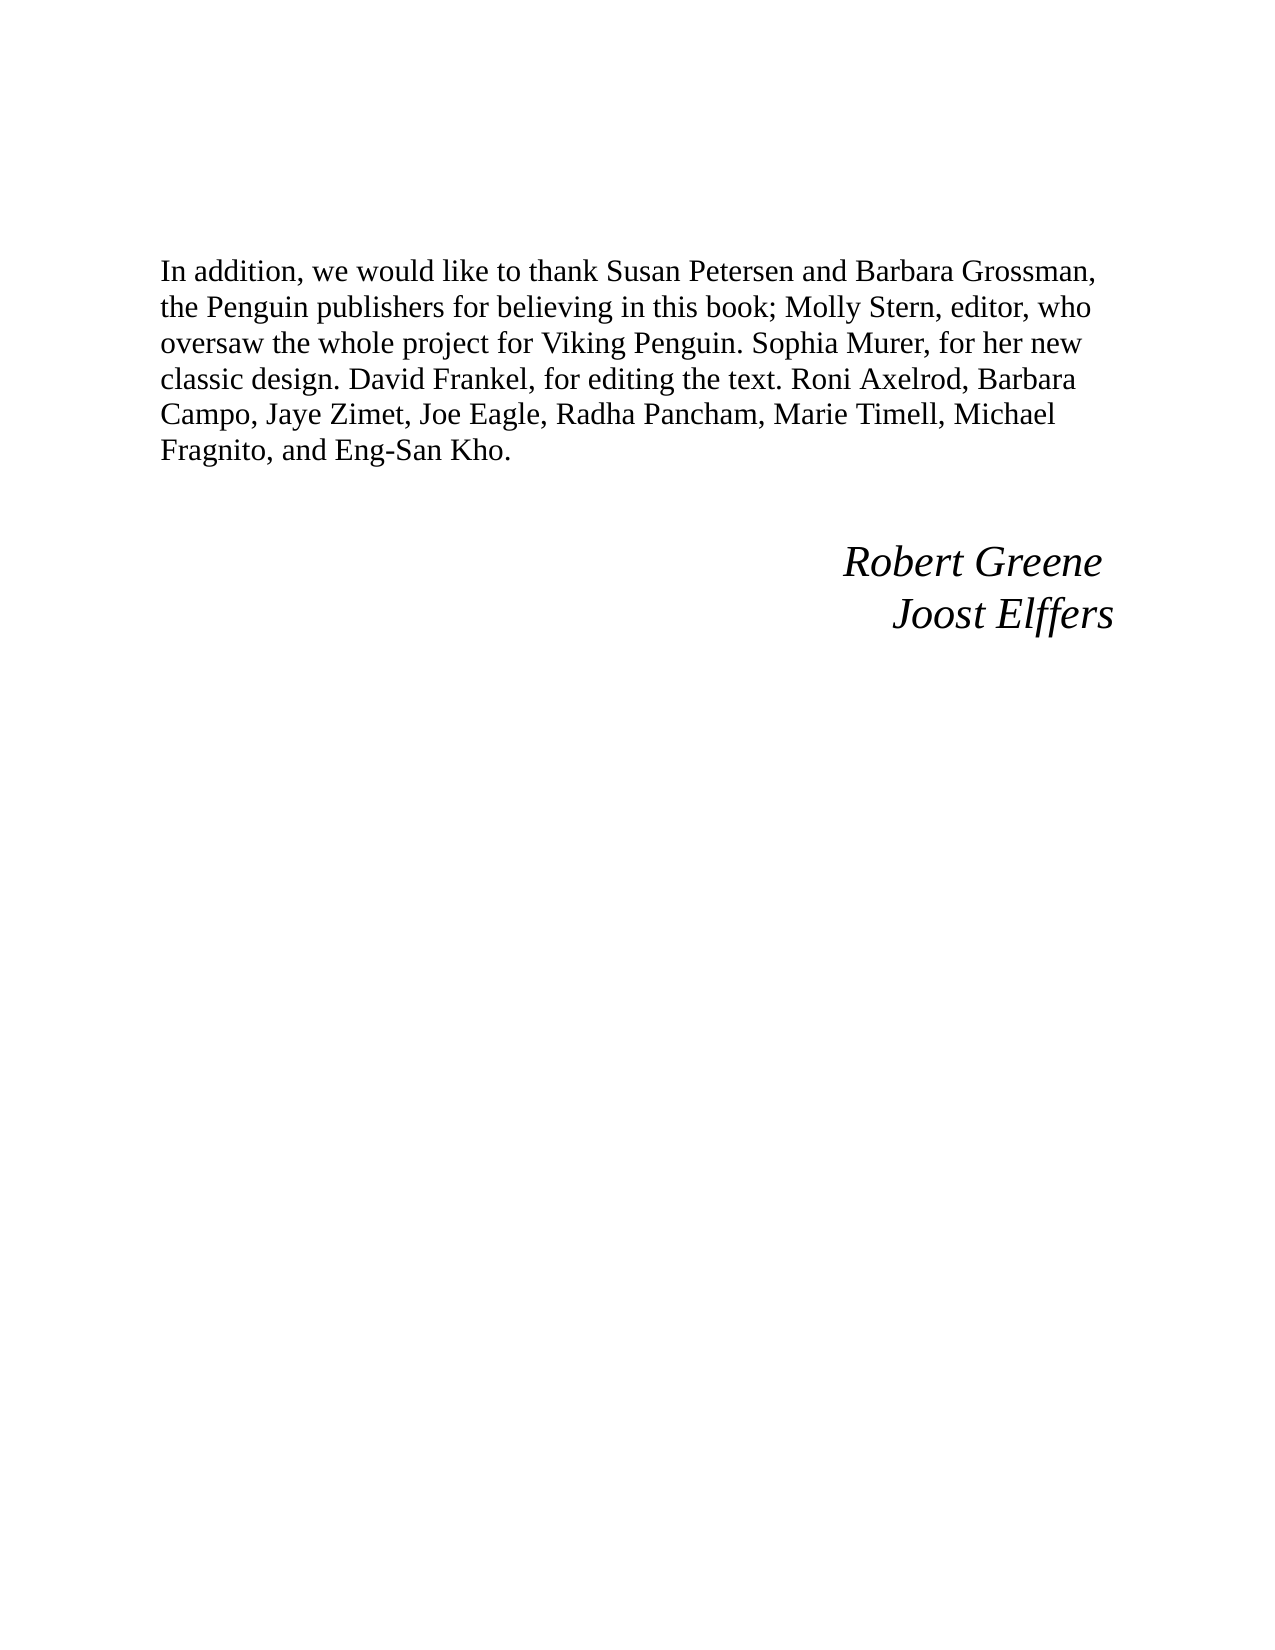 In addition, we would like to thank Susan Petersen and Barbara Grossman,
the Penguin publishers for believing in this book; Molly Stern, editor, who
oversaw the whole project for Viking Penguin. Sophia Murer, for her new
classic design. David Frankel, for editing the text. Roni Axelrod, Barbara
Campo, Jaye Zimet, Joe Eagle, Radha Pancham, Marie Timell, Michael
Fragnito, and Eng-San Kho.
Robert Greene
Joost Elffers